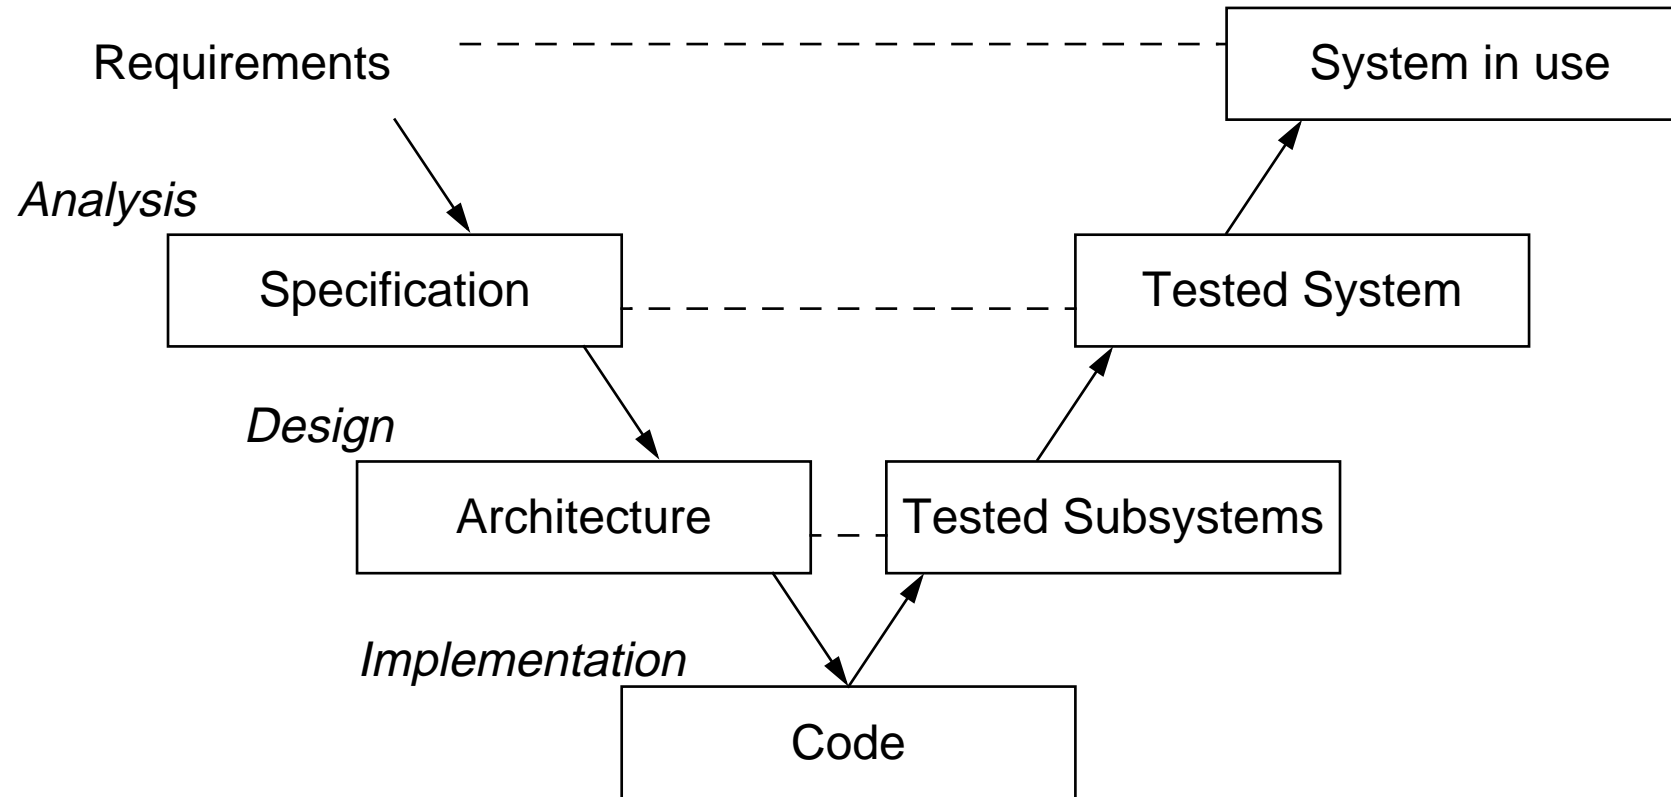 Requirements
System in use
Analysis
Specification
Tested System
Design
Architecture
Tested Subsystems
Implementation
Code